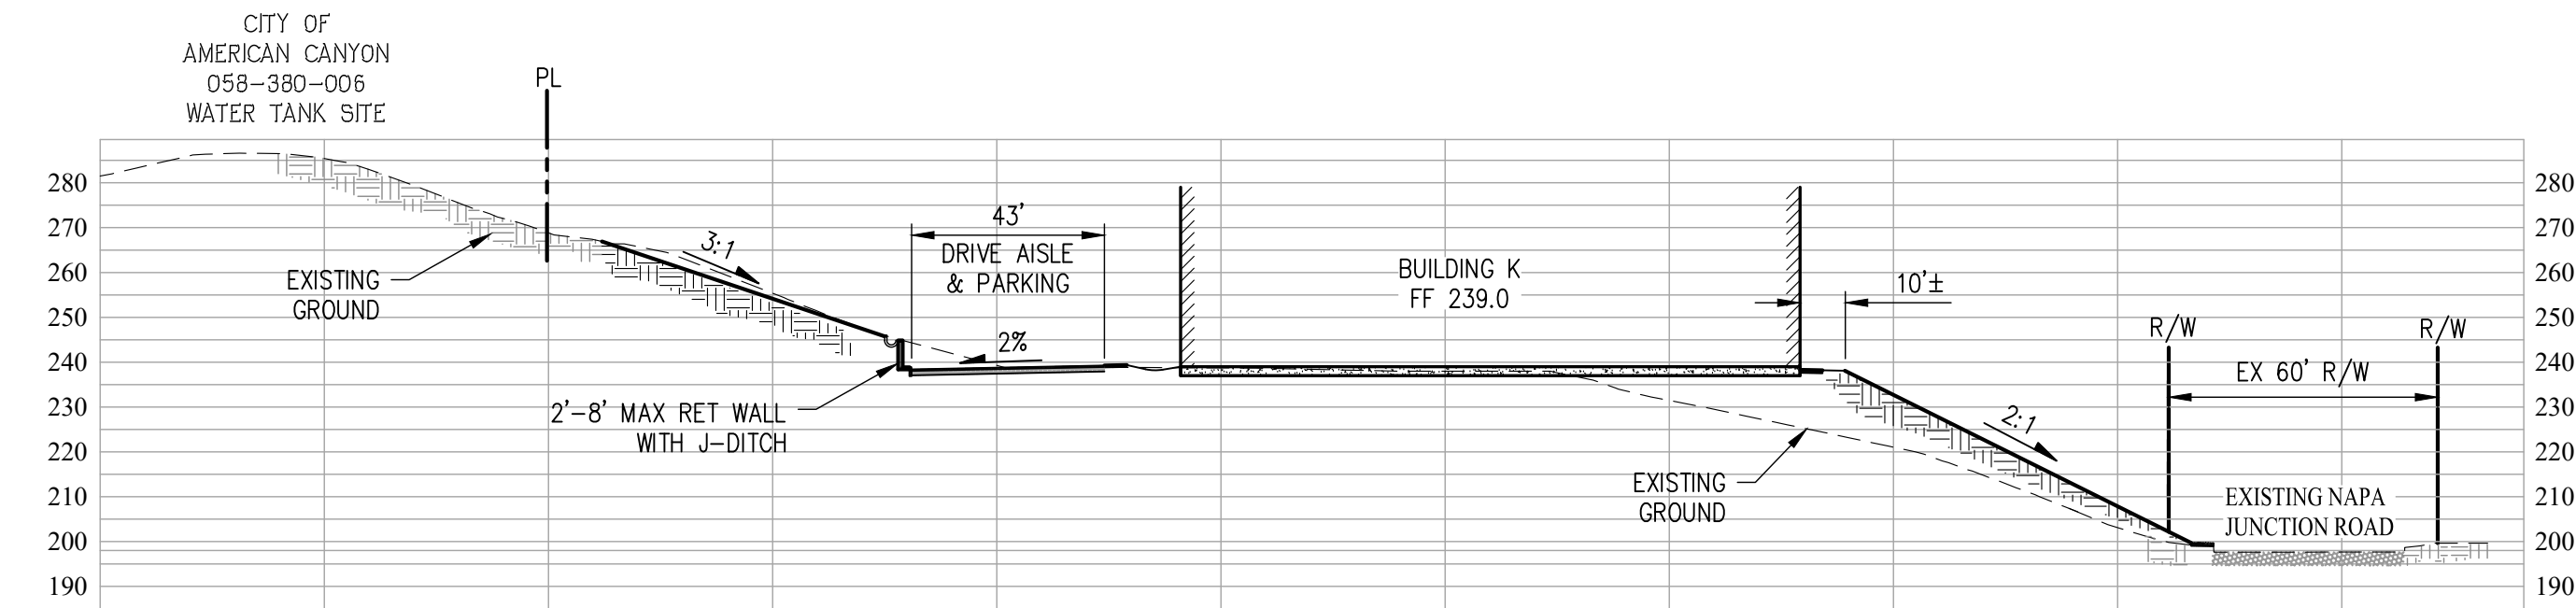 CITY OF
AMERICAN CANYON
058-380-006
WATER TANK SITE
PL
280
270
260
250
240
230
220
210
200
190
EXISTING
GROUND
3:1
43'
DRIVE AISLE
& PARKING
2%
2'-8' MAX RET WALL
WITH J-DITCH
BUILDING K
FF 239.0
10'±
EXISTING
GROUND
2:1
R/W
R/W
EX 60' R/W
EXISTING NAPA
JUNCTION ROAD
280
270
260
250
240
230
220
210
200
190